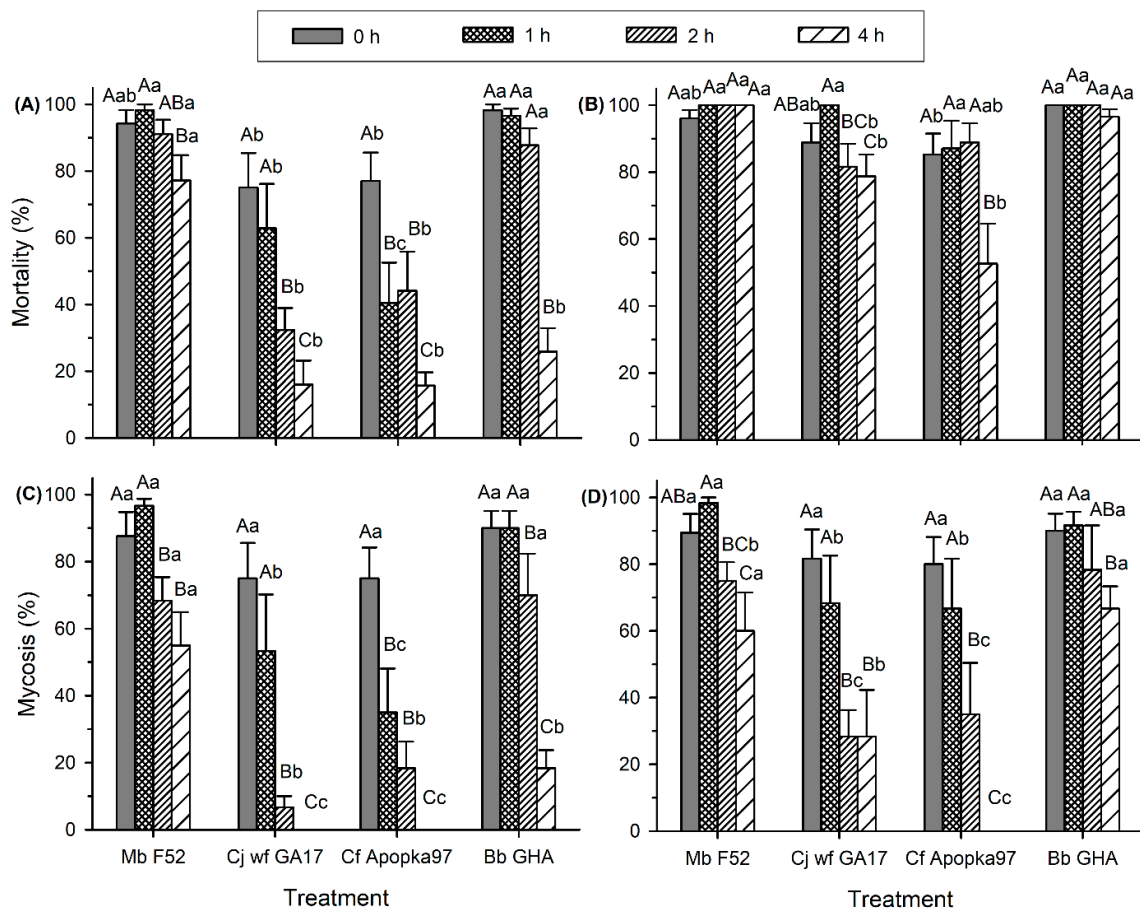 0 h 1 h 2 h 4 h
(A)
Mortality (%)
100
80
60
40
20
0
Aab Aa ABa Ba
Ab Ab Bb Cb
Ab Bc Bb Cb
Aa Aa Aa Bb
(B)
100
80
60
40
20
0
Aab Aa Aa Aa
ABab Aa BCb Cb
Ab Aa Aab Bb
Aa Aa Aa Aa
(C)
Mycosis (%)
100
80
60
40
20
0
Aa Aa Ba Ba
Aa Ab Bb Cc
Aa Bc Bb Cc
Aa Aa Ba Cb
Mb F52 Cj wf GA17 Cf Apopka97 Bb GHA
Treatment
(D)
100
80
60
40
20
0
ABa Aa BCb Ca
Aa Ab Bc Bb
Aa Ab Bc Cc
Aa Aa ABa Ba
Mb F52 Cj wf GA17 Cf Apopka97 Bb GHA
Treatment